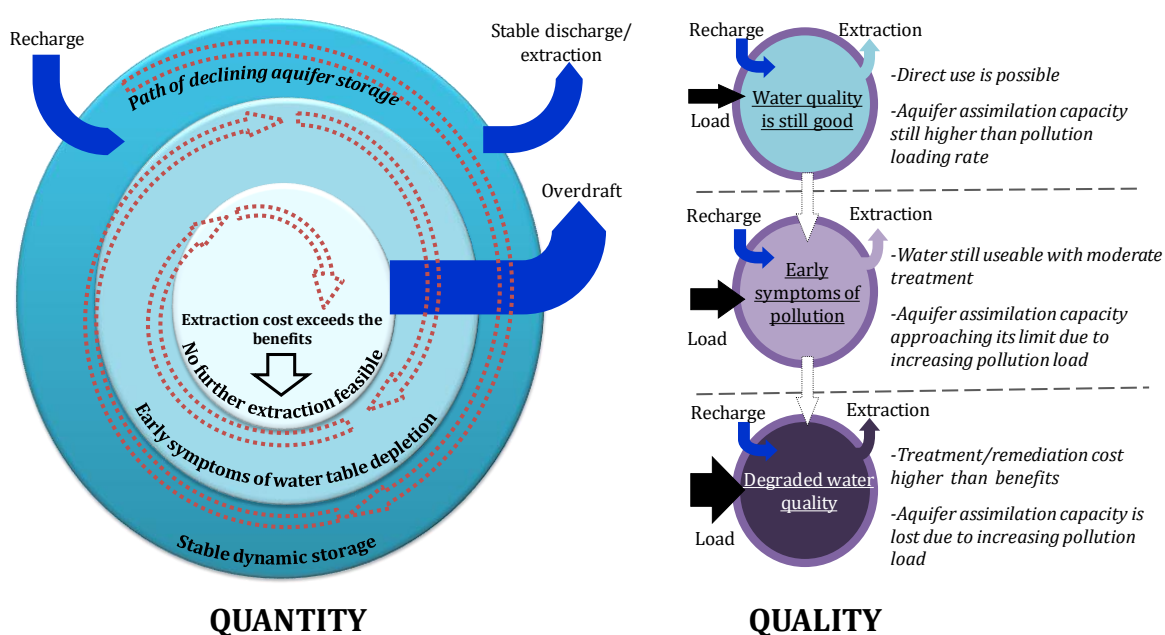 Recharge
Stable discharge/
extraction
Path of declining aquifer storage
Overdraft
Extraction cost exceeds the
benefits
No further extraction feasible
Early symptoms of water table depletion
Stable dynamic storage
QUANTITY
Recharge
Extraction
Load
Water quality
is still good
-Direct use is possible
-Aquifer assimilation capacity
still higher than pollution
loading rate
Recharge
Extraction
Load
Early
symptoms of
pollution
-Water still useable with moderate
treatment
-Aquifer assimilation capacity
approaching its limit due to
increasing pollution load
Recharge
Extraction
Load
Degraded water
quality
-Treatment/remediation cost
higher than benefits
-Aquifer assimilation capacity is
lost due to increasing pollution
load
QUALITY